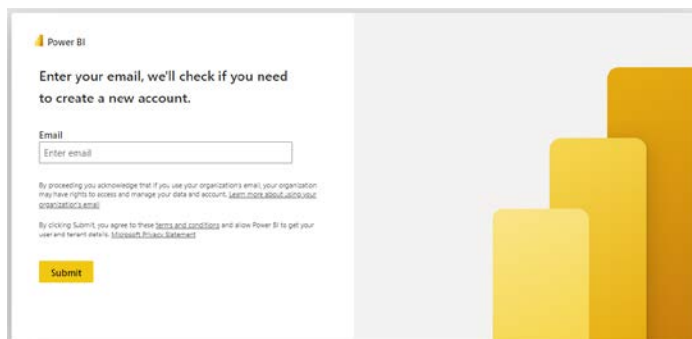 Power BI
Enter your email, we'll check if you need
to create a new account.
Email
Enter email
By proceeding you acknowledge that if you use your organization's email, your organization
may have rights to access and manage your data and account. Learn more about using your
organization's email
By clicking Submit, you agree to these terms and conditions and allow Power BI to get your
user and tenant details. Microsoft Privacy Statement
Submit